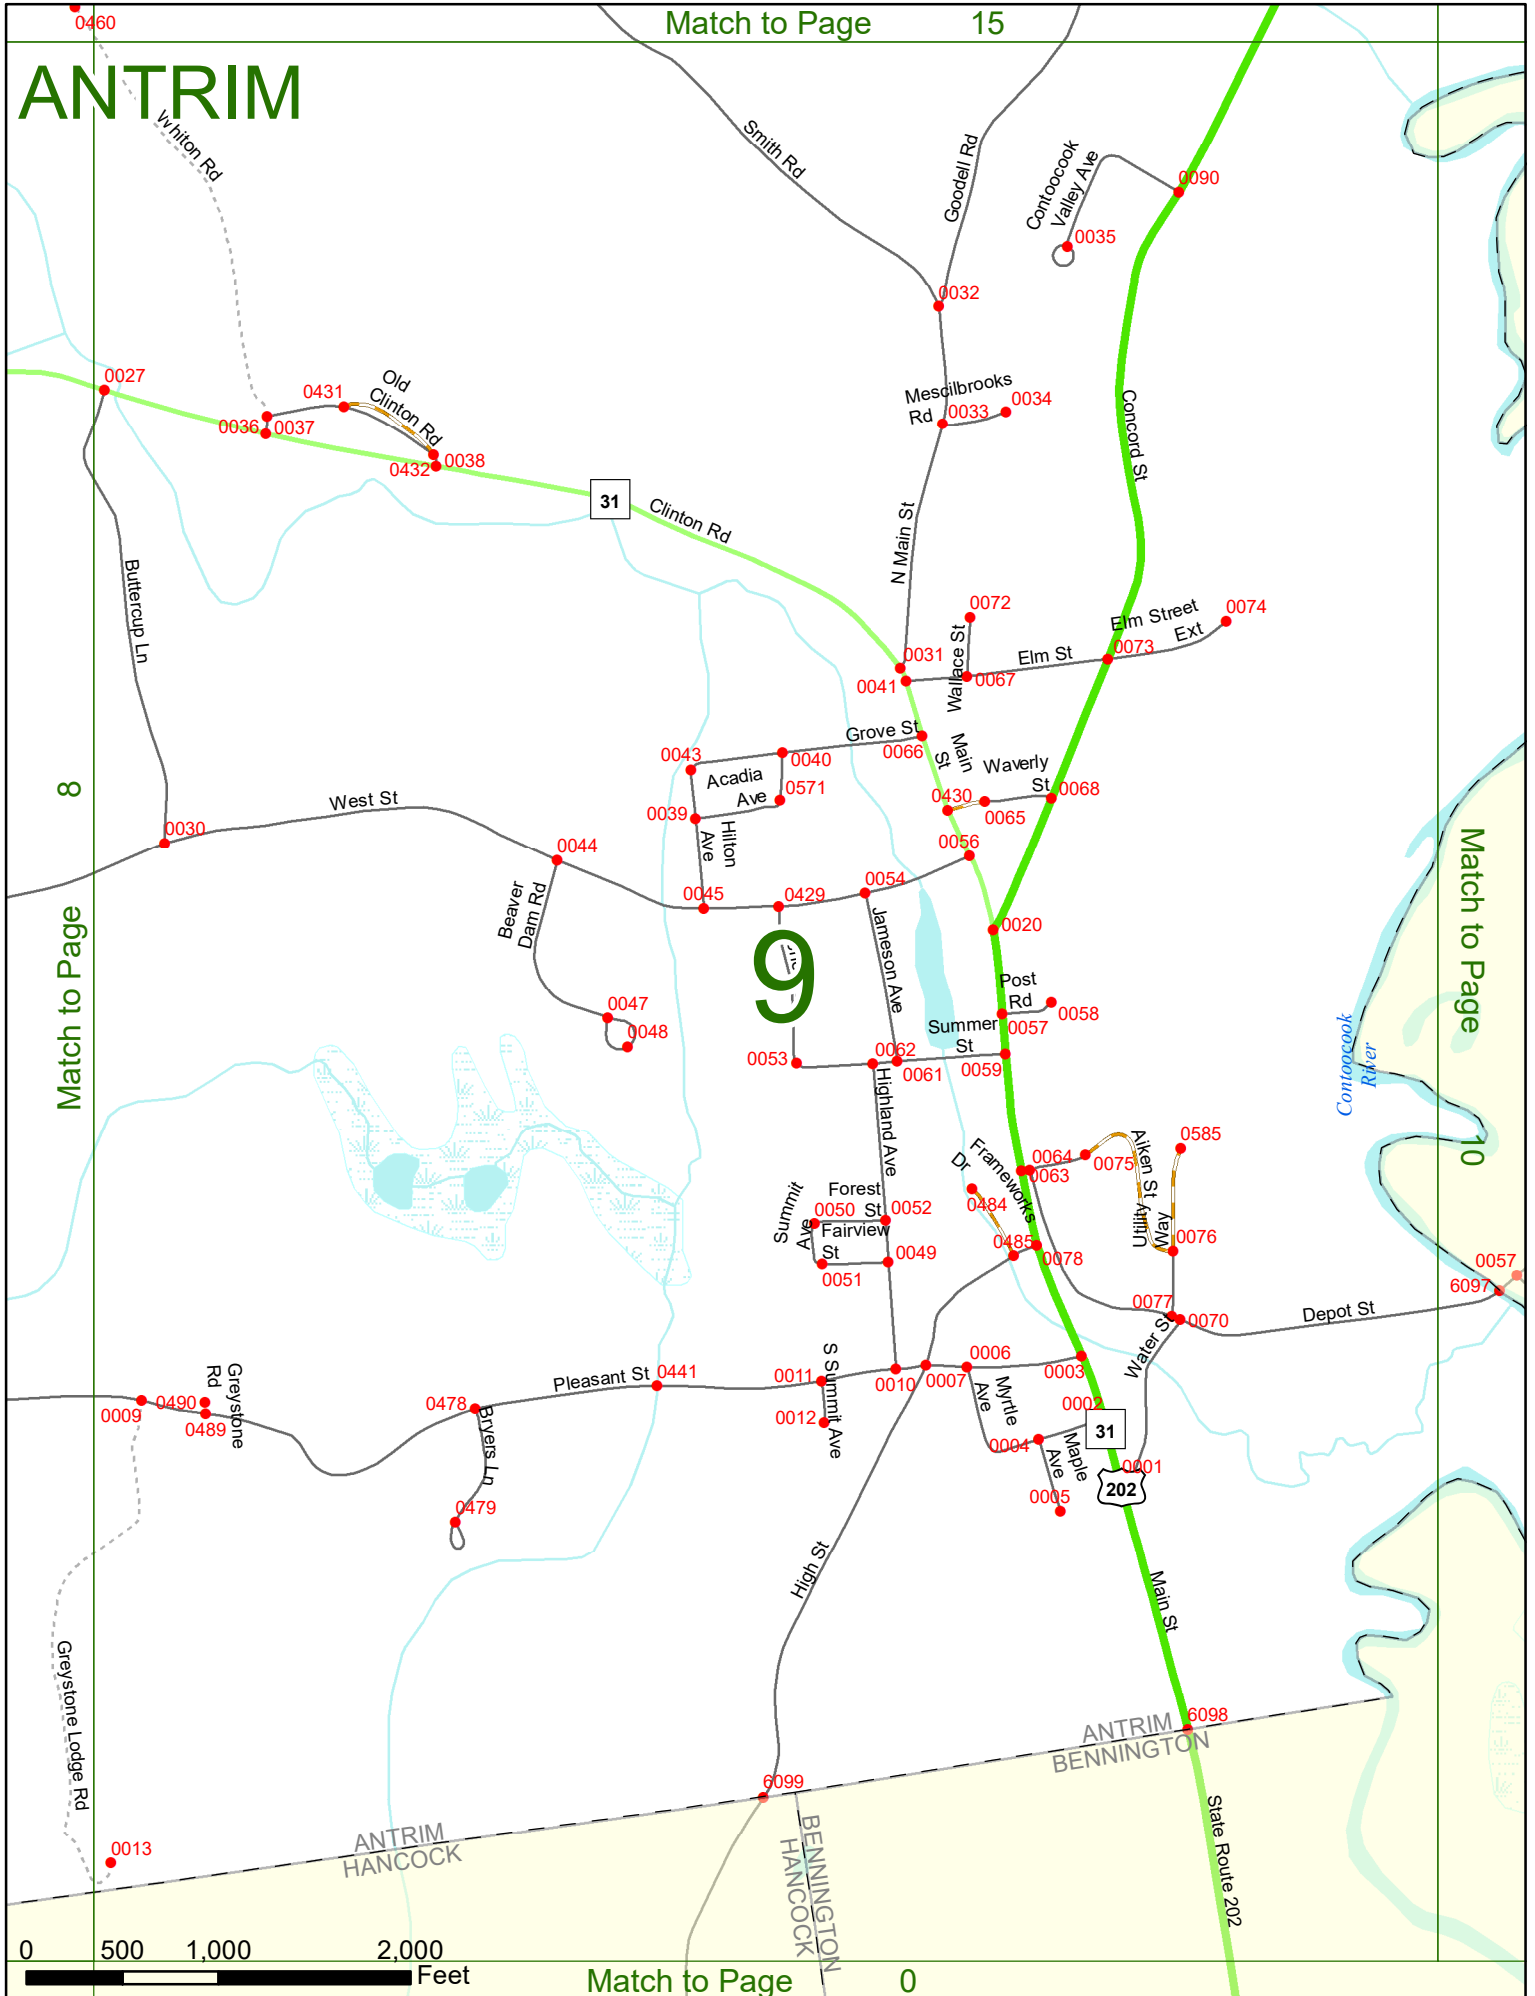 Match to Page 15
0460
ANTRIM
Whiton Rd
Smith Rd
Goodell Rd
Contoocook
Valley Ave
0090
0035
0032
0027
0431
Old
Clinton Rd
0036
0037
0432
0038
Mescilbrooks
Rd
0033
0034
Concord St
31
Clinton Rd
N Main St
Buttercup Ln
0072
Wallace St
Elm St
Elm Street
Ext
0074
0073
0031
0041
0067
Grove St
0066
Main
St
0043
0040
Acadia
Ave
0571
0039
Hilton
Ave
Waverly
St
0430
0065
0068
8
Match to Page
West St
0030
0044
0056
0054
0045
0429
Beaver
Dam Rd
Jameson Ave
0020
9
Match to Page
10
Post
Rd
0058
0057
Summer
St
0047
0048
0053
0062
0061
0059
Contoocook
River
Highland Ave
Frameworks
Dr
0064
0063
0075
Aiken St
0585
Utility
Way
0076
Summit
Ave
Forest
St
0050
0052
Fairview
St
0051
0049
0484
0485
0078
0077
0070
Water St
Depot St
0057
6097
Greystone
Rd
0009
0490
0489
0478
Bryers Ln
0479
Pleasant St
0441
0011
0012
S Summit Ave
0010
0007
0006
0003
Myrtle
Ave
0002
0004
Maple
Ave
0005
31
0001
202
High St
Main St
Greystone Lodge Rd
0013
6098
ANTRIM
BENNINGTON
6099
ANTRIM
HANCOCK
BENNINGTON
HANCOCK
State Route 202
0 500 1,000 2,000
Feet
Match to Page 0